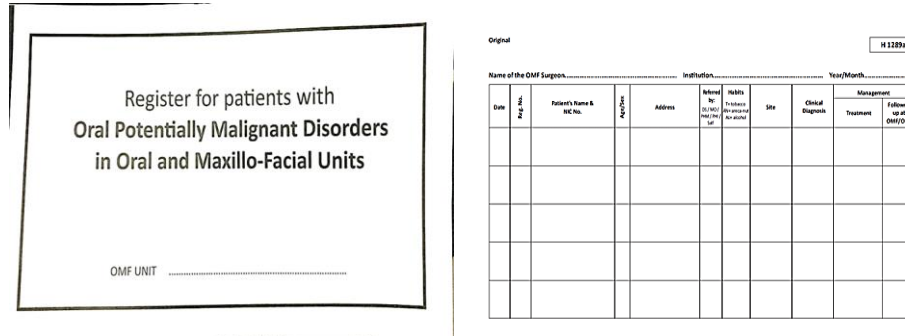 Register for patients with
Oral Potentially Malignant Disorders
in Oral and Maxillo-Facial Units
OMF UNIT ..........................................................
Original
H 1289a
Name of the OMF Surgeon.................................................. Institution.................................................. Year/Month..................
Date
Reg. No.
Patient's Name &
NIC No.
Age/Sex
Address
Referred
by:
Habits
Site
Clinical
Diagnosis
Management
Treatment
Follow
up at
OMF/O